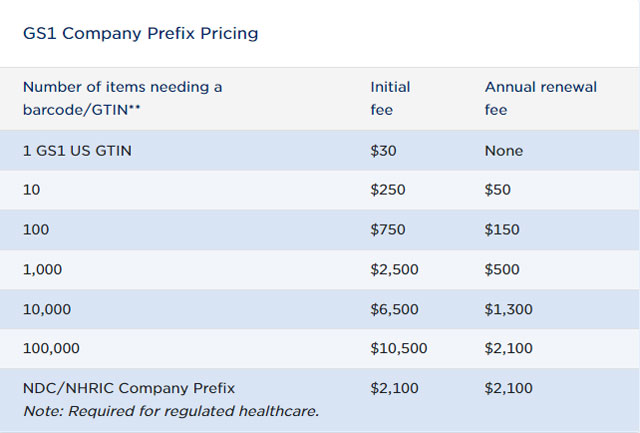 GS1 Company Prefix Pricing
Number of items needing a Initial Annual renewal
barcode/GTIN** fee fee
1 GS1 US GTIN $30 None
10 $250 $50
100 $750 $150
1,000 $2,500 $500
10,000 $6,500 $1,300
100,000 $10,500 $2,100
NDC/NHRIC Company Prefix $2,100 $2,100
Note: Required for regulated healthcare.